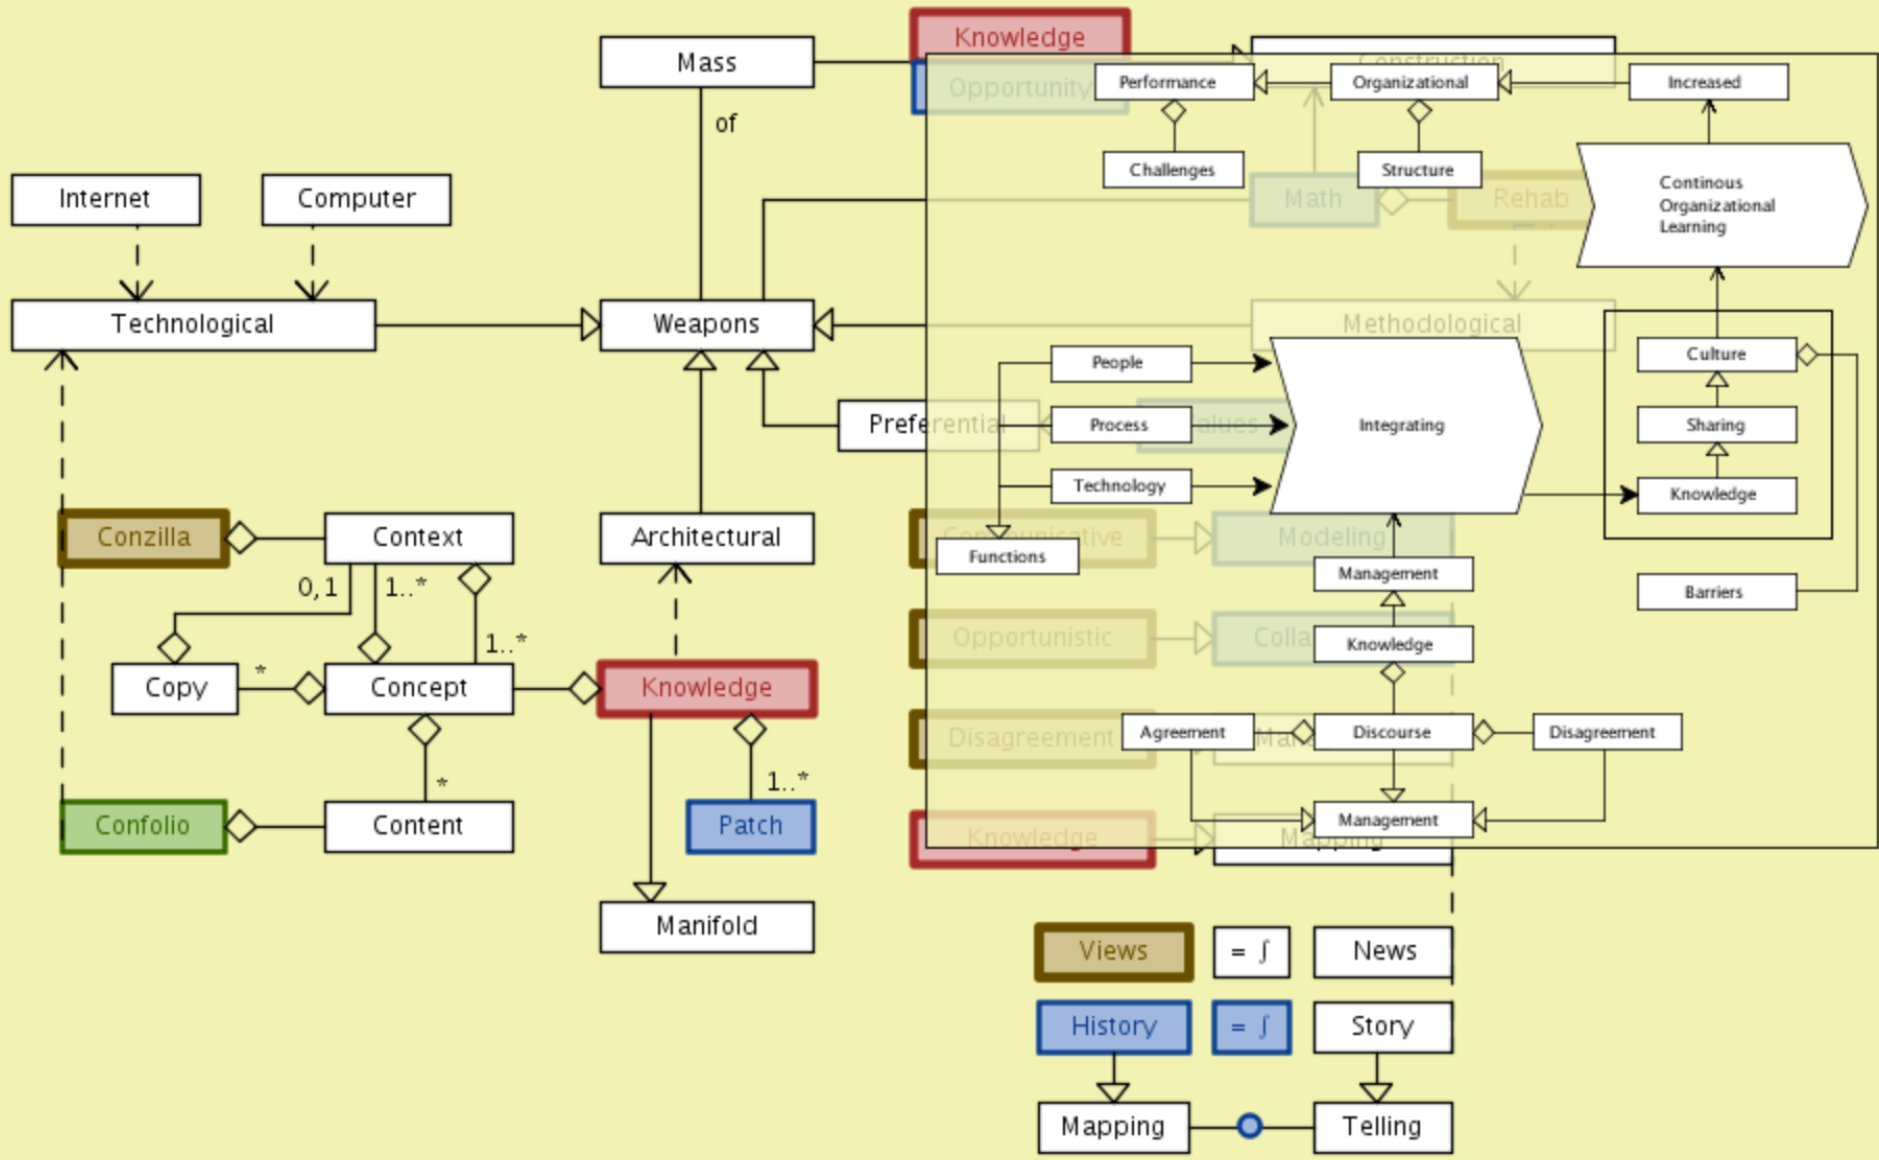 Knowledge
Mass
Construction
Opportunity
Performance
Organizational
Increased
of
Challenges
Structure
Internet
Computer
Math
Rehab
Continous
Organizational
Learning
Technological
Weapons
Methodological
People
Culture
Preferential
Process
Integrating
Sharing
Technology
Knowledge
Conzilla
Context
Architectural
Communicative
Modeling
Functions
Management
0,1
1..*
Barriers
Opportunistic
Knowledge
1..*
Copy
*
Concept
Knowledge
Disagreement
Agreement
Discourse
Disagreement
*
1..*
Confolio
Content
Patch
Knowledge
Mapping
Management
Manifold
Views
= ∫
News
History
= ∫
Story
Mapping
Telling